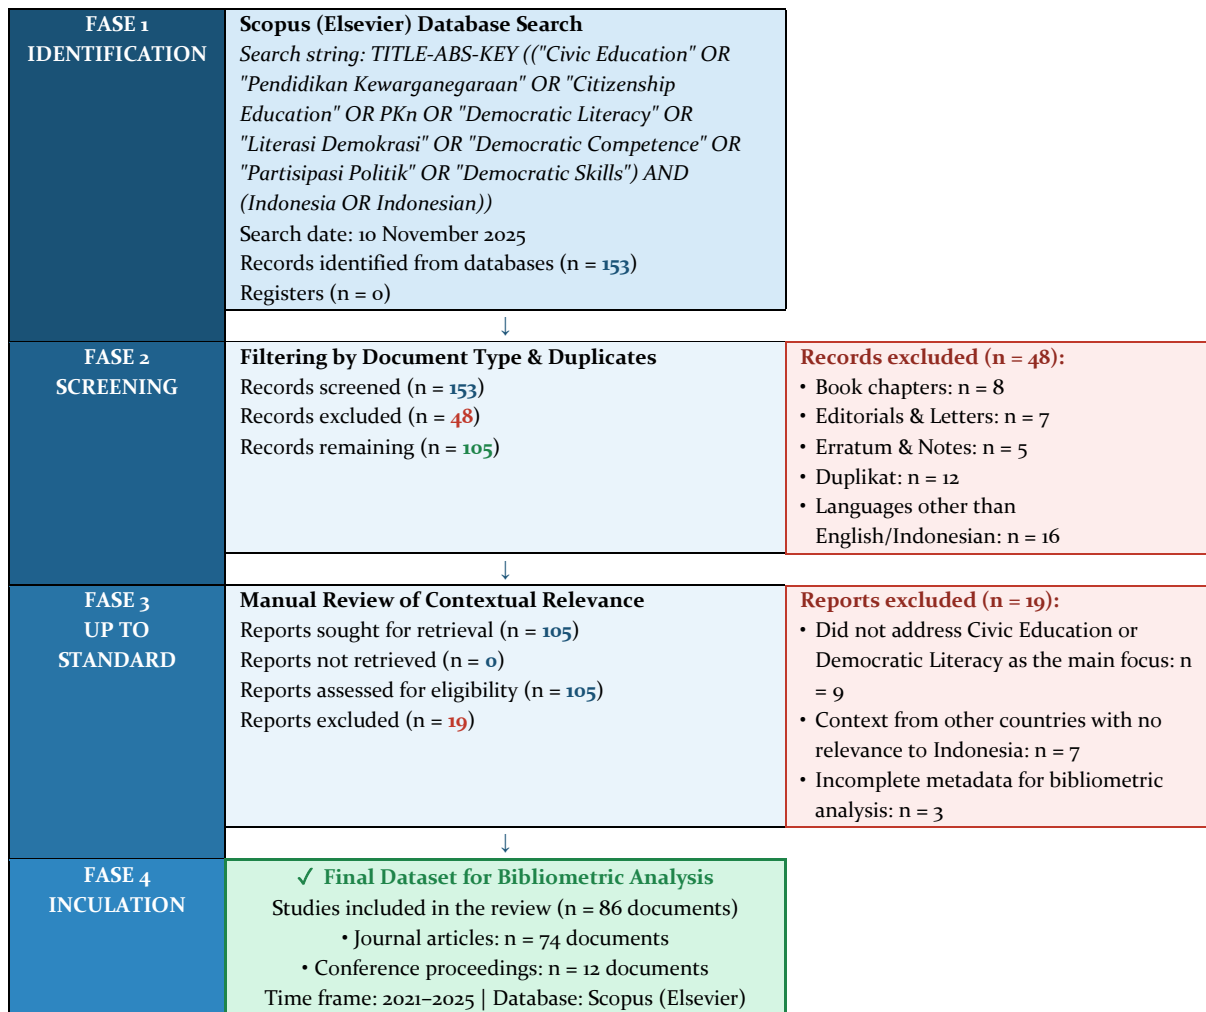 FASE 1
IDENTIFICATION
Scopus (Elsevier) Database Search
Search string: TITLE-ABS-KEY (("Civic Education" OR
"Pendidikan Kewarganegaraan" OR "Citizenship
Education" OR PKn OR "Democratic Literacy" OR
"Literasi Demokrasi" OR "Democratic Competence" OR
"Partisipasi Politik" OR "Democratic Skills") AND
(Indonesia OR Indonesian))
Search date: 10 November 2025
Records identified from databases (n = 153)
Registers (n = 0)
↓
FASE 2
SCREENING
Filtering by Document Type & Duplicates
Records screened (n = 153)
Records excluded (n = 48)
Records remaining (n = 105)
Records excluded (n = 48):
• Book chapters: n = 8
• Editorials & Letters: n = 7
• Erratum & Notes: n = 5
• Duplikat: n = 12
• Languages other than
English/Indonesian: n = 16
↓
FASE 3
UP TO
STANDARD
Manual Review of Contextual Relevance
Reports sought for retrieval (n = 105)
Reports not retrieved (n = 0)
Reports assessed for eligibility (n = 105)
Reports excluded (n = 19)
Reports excluded (n = 19):
• Did not address Civic Education or
Democratic Literacy as the main focus: n
= 9
• Context from other countries with no
relevance to Indonesia: n = 7
• Incomplete metadata for bibliometric
analysis: n = 3
↓
FASE 4
INCULATION
✓ Final Dataset for Bibliometric Analysis
Studies included in the review (n = 86 documents)
• Journal articles: n = 74 documents
• Conference proceedings: n = 12 documents
Time frame: 2021–2025 | Database: Scopus (Elsevier)